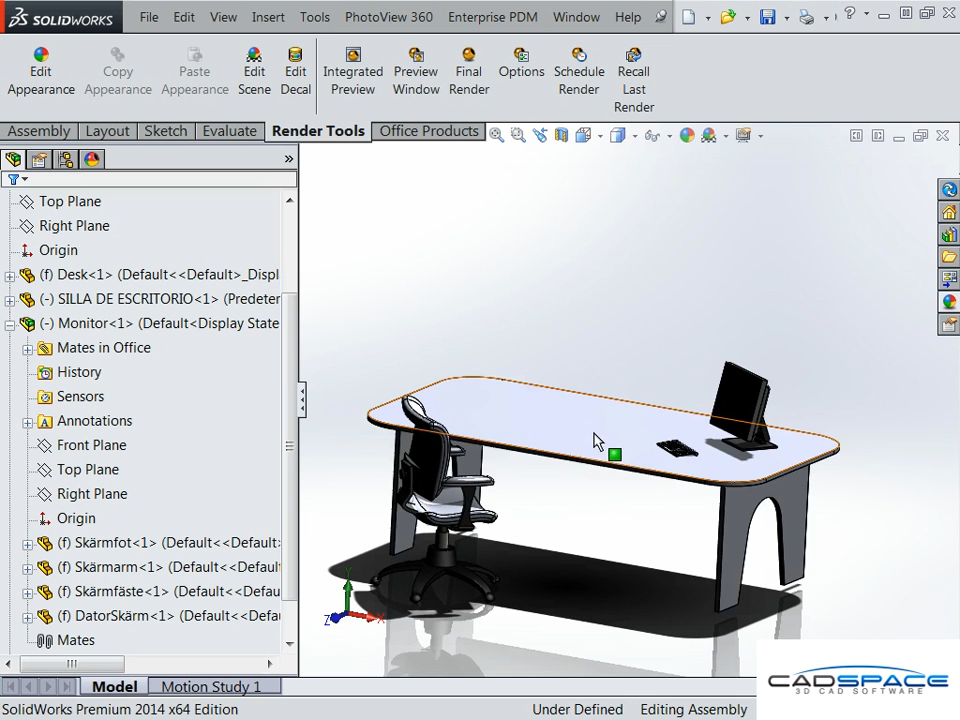 SOLIDWORKS File Edit View Insert Tools PhotoView 360 Enterprise PDM Window Help ?
Edit Appearance
Copy Appearance
Paste Appearance
Edit Scene
Edit Decal
Integrated Preview
Preview Window
Final Render
Options
Schedule Render
Recall Last Render
Assembly Layout Sketch Evaluate Render Tools Office Products
»
Top Plane
Right Plane
Origin
(f) Desk<1> (Default<<Default>_Displ
(-) SILLA DE ESCRITORIO<1> (Predeter
(-) Monitor<1> (Default<Display State
Mates in Office
History
Sensors
Annotations
Front Plane
Top Plane
Right Plane
Origin
(f) Skärmfot<1> (Default<<Default>
(f) Skärmarm<1> (Default<<Default
(f) Skärmfäste<1> (Default<<Defau
(f) DatorSkärm<1> (Default<<Defau
Mates
Y
Z X
Model Motion Study 1
SolidWorks Premium 2014 x64 Edition Under Defined Editing Assembly
CADSPACE
3D CAD SOFTWARE